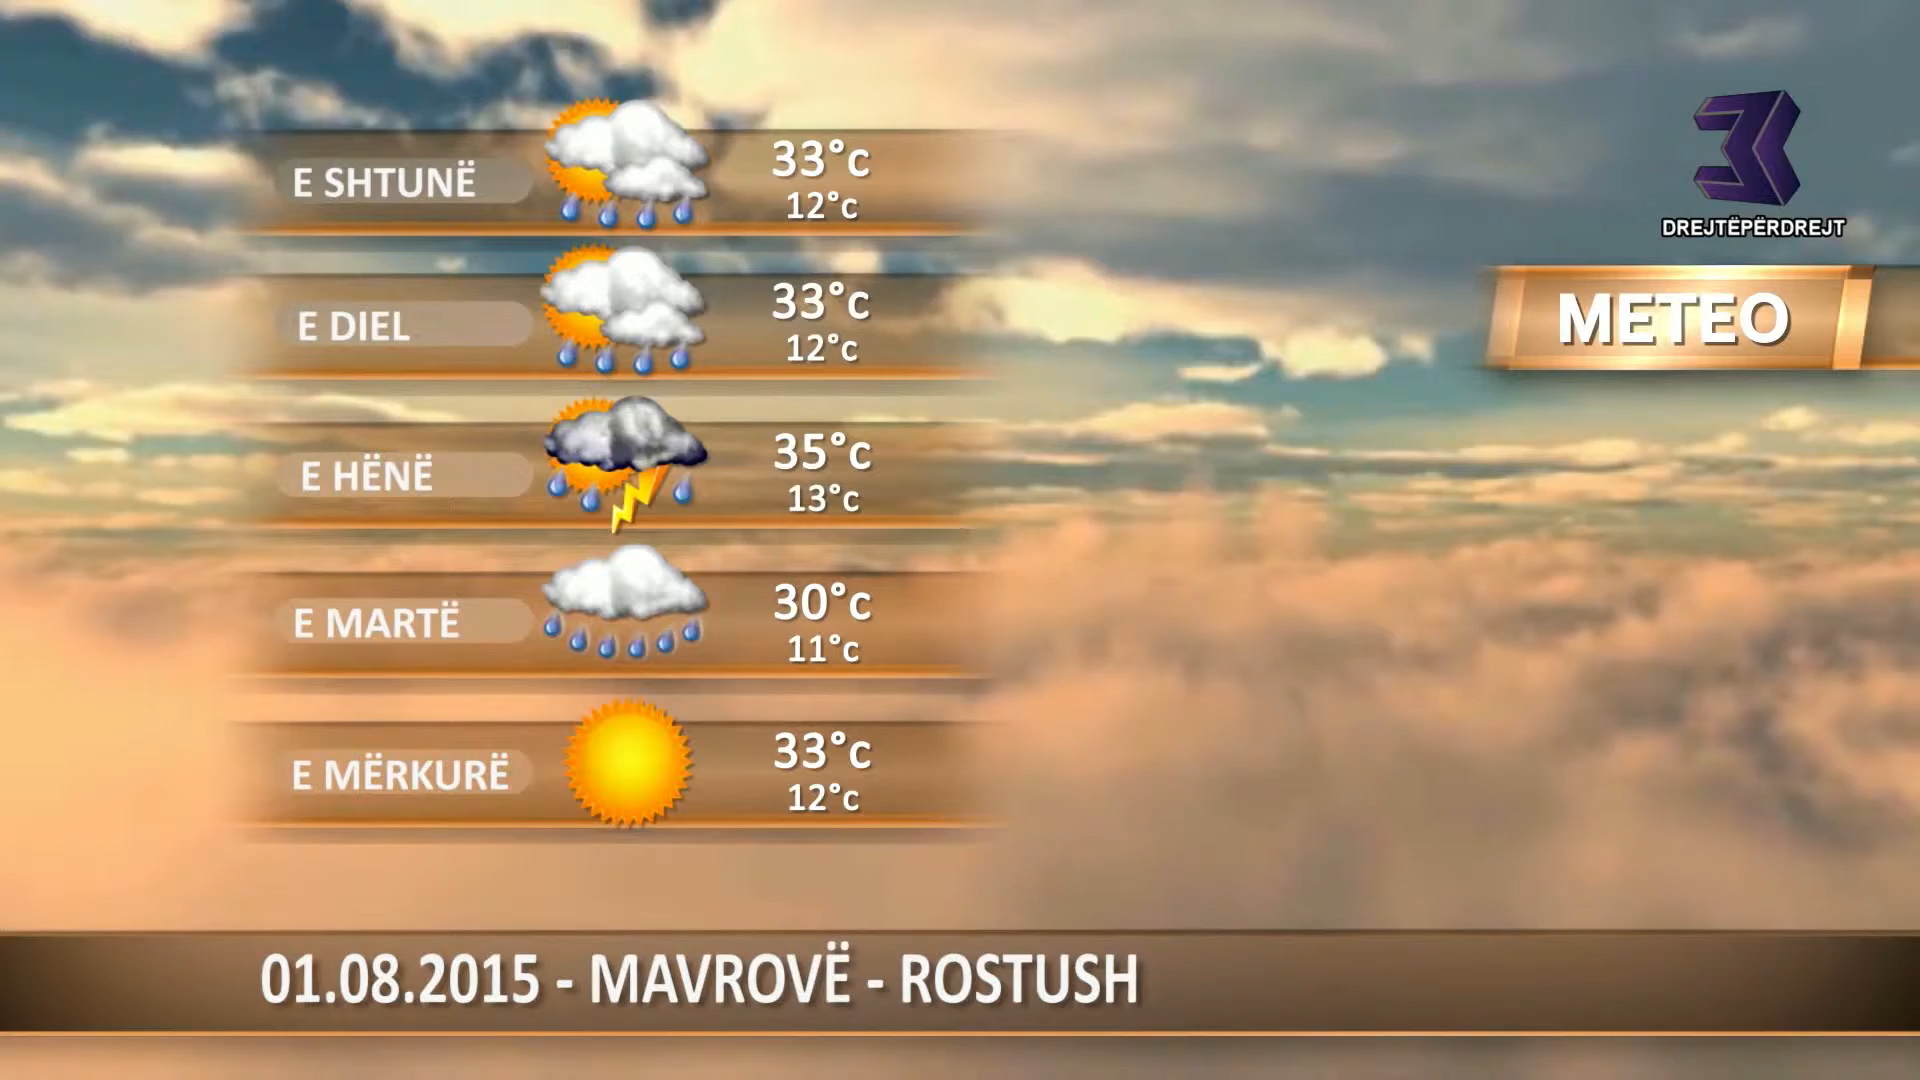 E SHTUNË
33°c
12°c
E DIEL
33°c
12°c
E HËNË
35°c
13°c
E MARTË
30°c
11°c
E MËRKURË
33°c
12°c
3
DREJTËPËRDREJT
METEO
01.08.2015 - MAVROVË - ROSTUSH